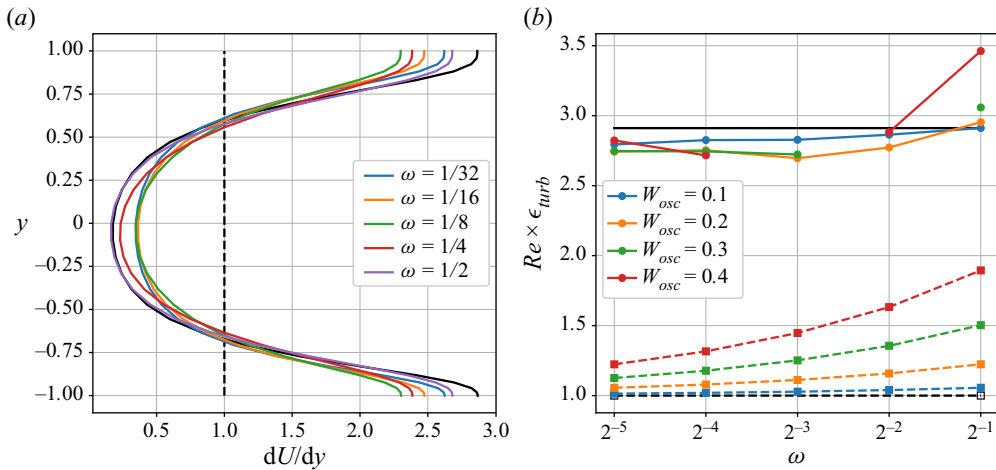 (a)
1.00
0.75
0.50
0.25
y
0
−0.25
−0.50
−0.75
−1.00
ω = 1/32
ω = 1/16
ω = 1/8
ω = 1/4
ω = 1/2
0.5 1.0 1.5 2.0 2.5 3.0
dU/dy
(b)
3.5
3.0
2.5
2.0
1.5
1.0
Re × ϵturb
Wosc = 0.1
Wosc = 0.2
Wosc = 0.3
Wosc = 0.4
2−5 2−4 2−3 2−2 2−1
ω